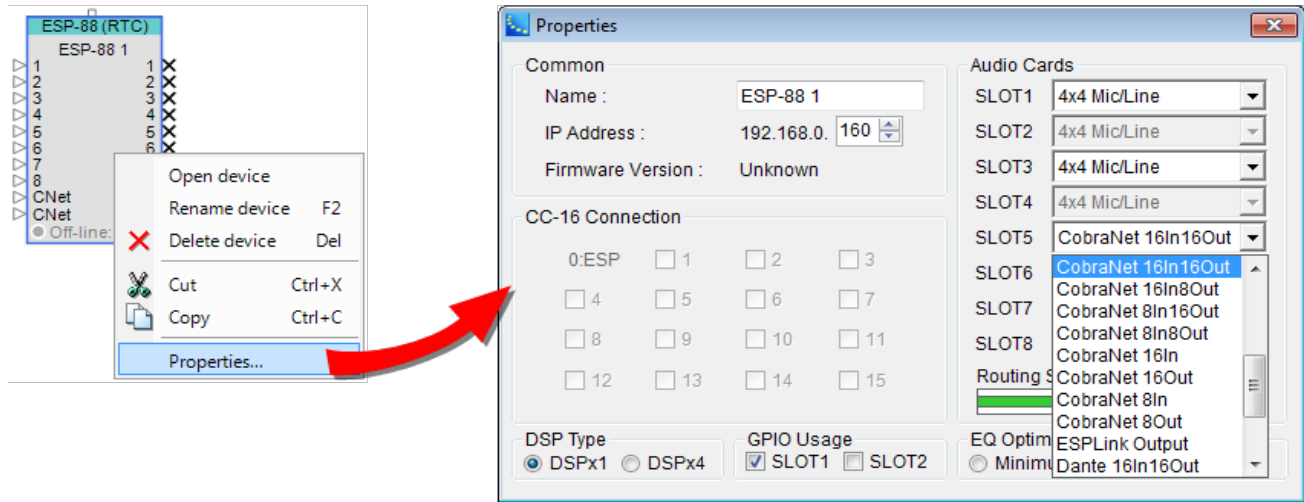 ESP-88 (RTC)
ESP-88 1
1 1
2 2
3 3
4 4
5 5
6 6
7
8
CNet
CNet
Off-line:
Open device
Rename device F2
Delete device Del
Cut Ctrl+X
Copy Ctrl+C
Properties...
Properties
Common
Name : ESP-88 1
IP Address : 192.168.0. 160
Firmware Version : Unknown
CC-16 Connection
0:ESP 1 2 3
4 5 6 7
8 9 10 11
12 13 14 15
DSP Type
DSPx1 DSPx4
GPIO Usage
SLOT1 SLOT2
Audio Cards
SLOT1 4x4 Mic/Line
SLOT2 4x4 Mic/Line
SLOT3 4x4 Mic/Line
SLOT4 4x4 Mic/Line
SLOT5 CobraNet 16In16Out
SLOT6
SLOT7
SLOT8
Routing S
CobraNet 16In16Out
CobraNet 16In8Out
CobraNet 8In16Out
CobraNet 8In8Out
CobraNet 16In
CobraNet 16Out
CobraNet 8In
CobraNet 8Out
ESPLink Output
Dante 16In16Out
EQ Optim
Minimu